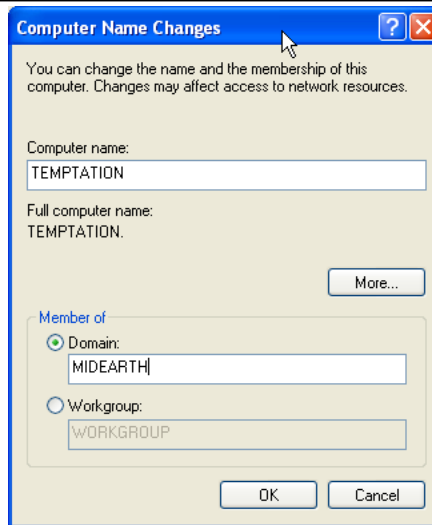 Computer Name Changes
You can change the name and the membership of this
computer. Changes may affect access to network resources.
Computer name:
TEMPTATION
Full computer name:
TEMPTATION.
More...
Member of
Domain:
MIDEARTH
Workgroup:
WORKGROUP
OK
Cancel